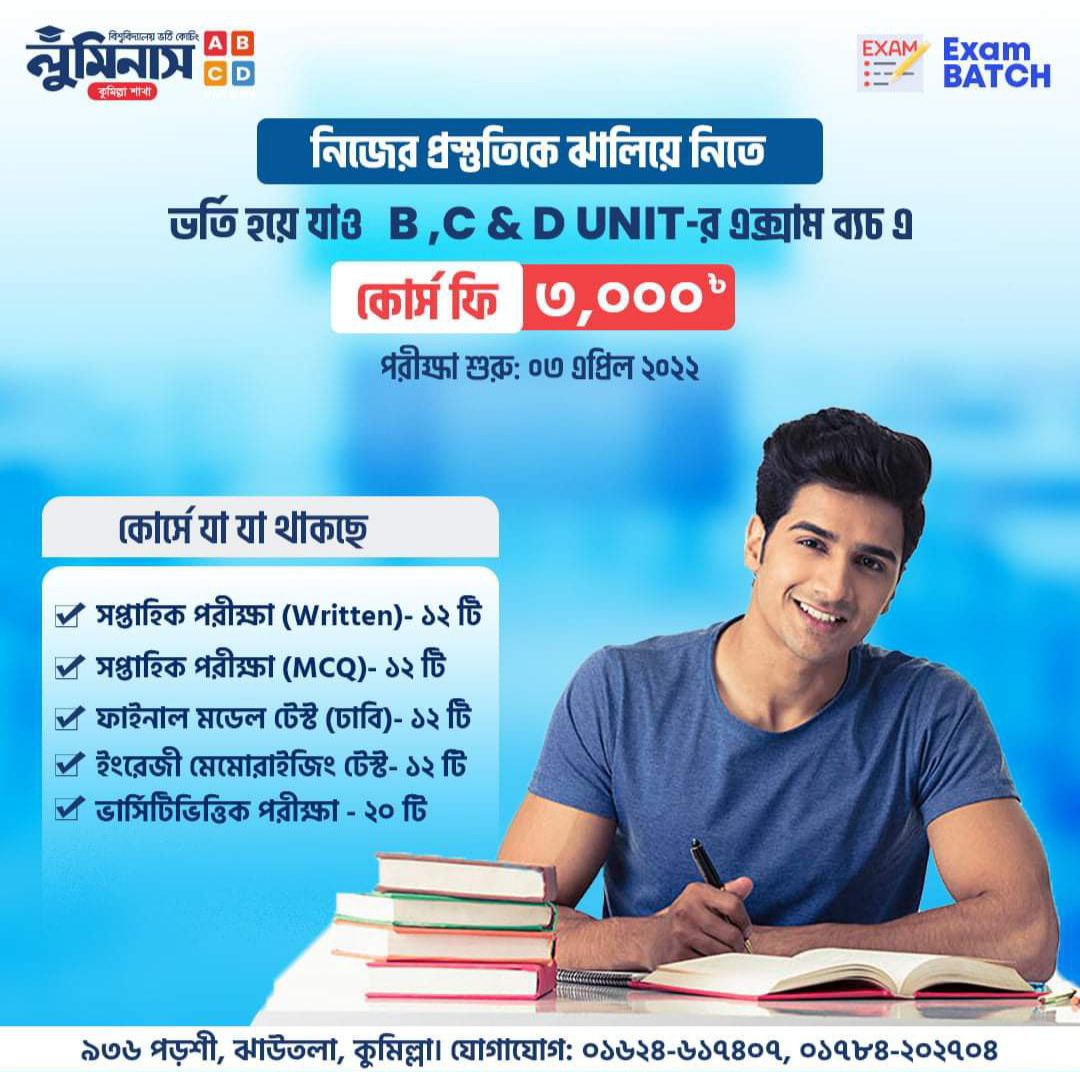 বিশ্ববিদ্যালয় ভর্তি কোচিং
লুমিনাস
A B
C D
কুমিল্লা শাখা
EXAM
Exam
BATCH
নিজের প্রস্তুতিকে ঝালিয়ে নিতে
ভর্তি হয়ে যাও B ,C & D UNIT-র এক্সাম ব্যচ এ
কোর্স ফি ৩,০০০৳
পরীক্ষা শুরু: ০৩ এপ্রিল ২০২২
কোর্সে যা যা থাকছে
সপ্তাহিক পরীক্ষা (Written)- ১২ টি
সপ্তাহিক পরীক্ষা (MCQ)- ১২ টি
ফাইনাল মডেল টেস্ট (ঢাবি)- ১২ টি
ইংরেজী মেমোরাইজিং টেস্ট- ১২ টি
ভার্সিটিভিত্তিক পরীক্ষা - ২০ টি
৯৩৬ পড়শী, ঝাউতলা, কুমিল্লা। যোগাযোগ: ০১৬২৪-৬১৭৪০৭, ০১৭৮৪-২০২৭০৪